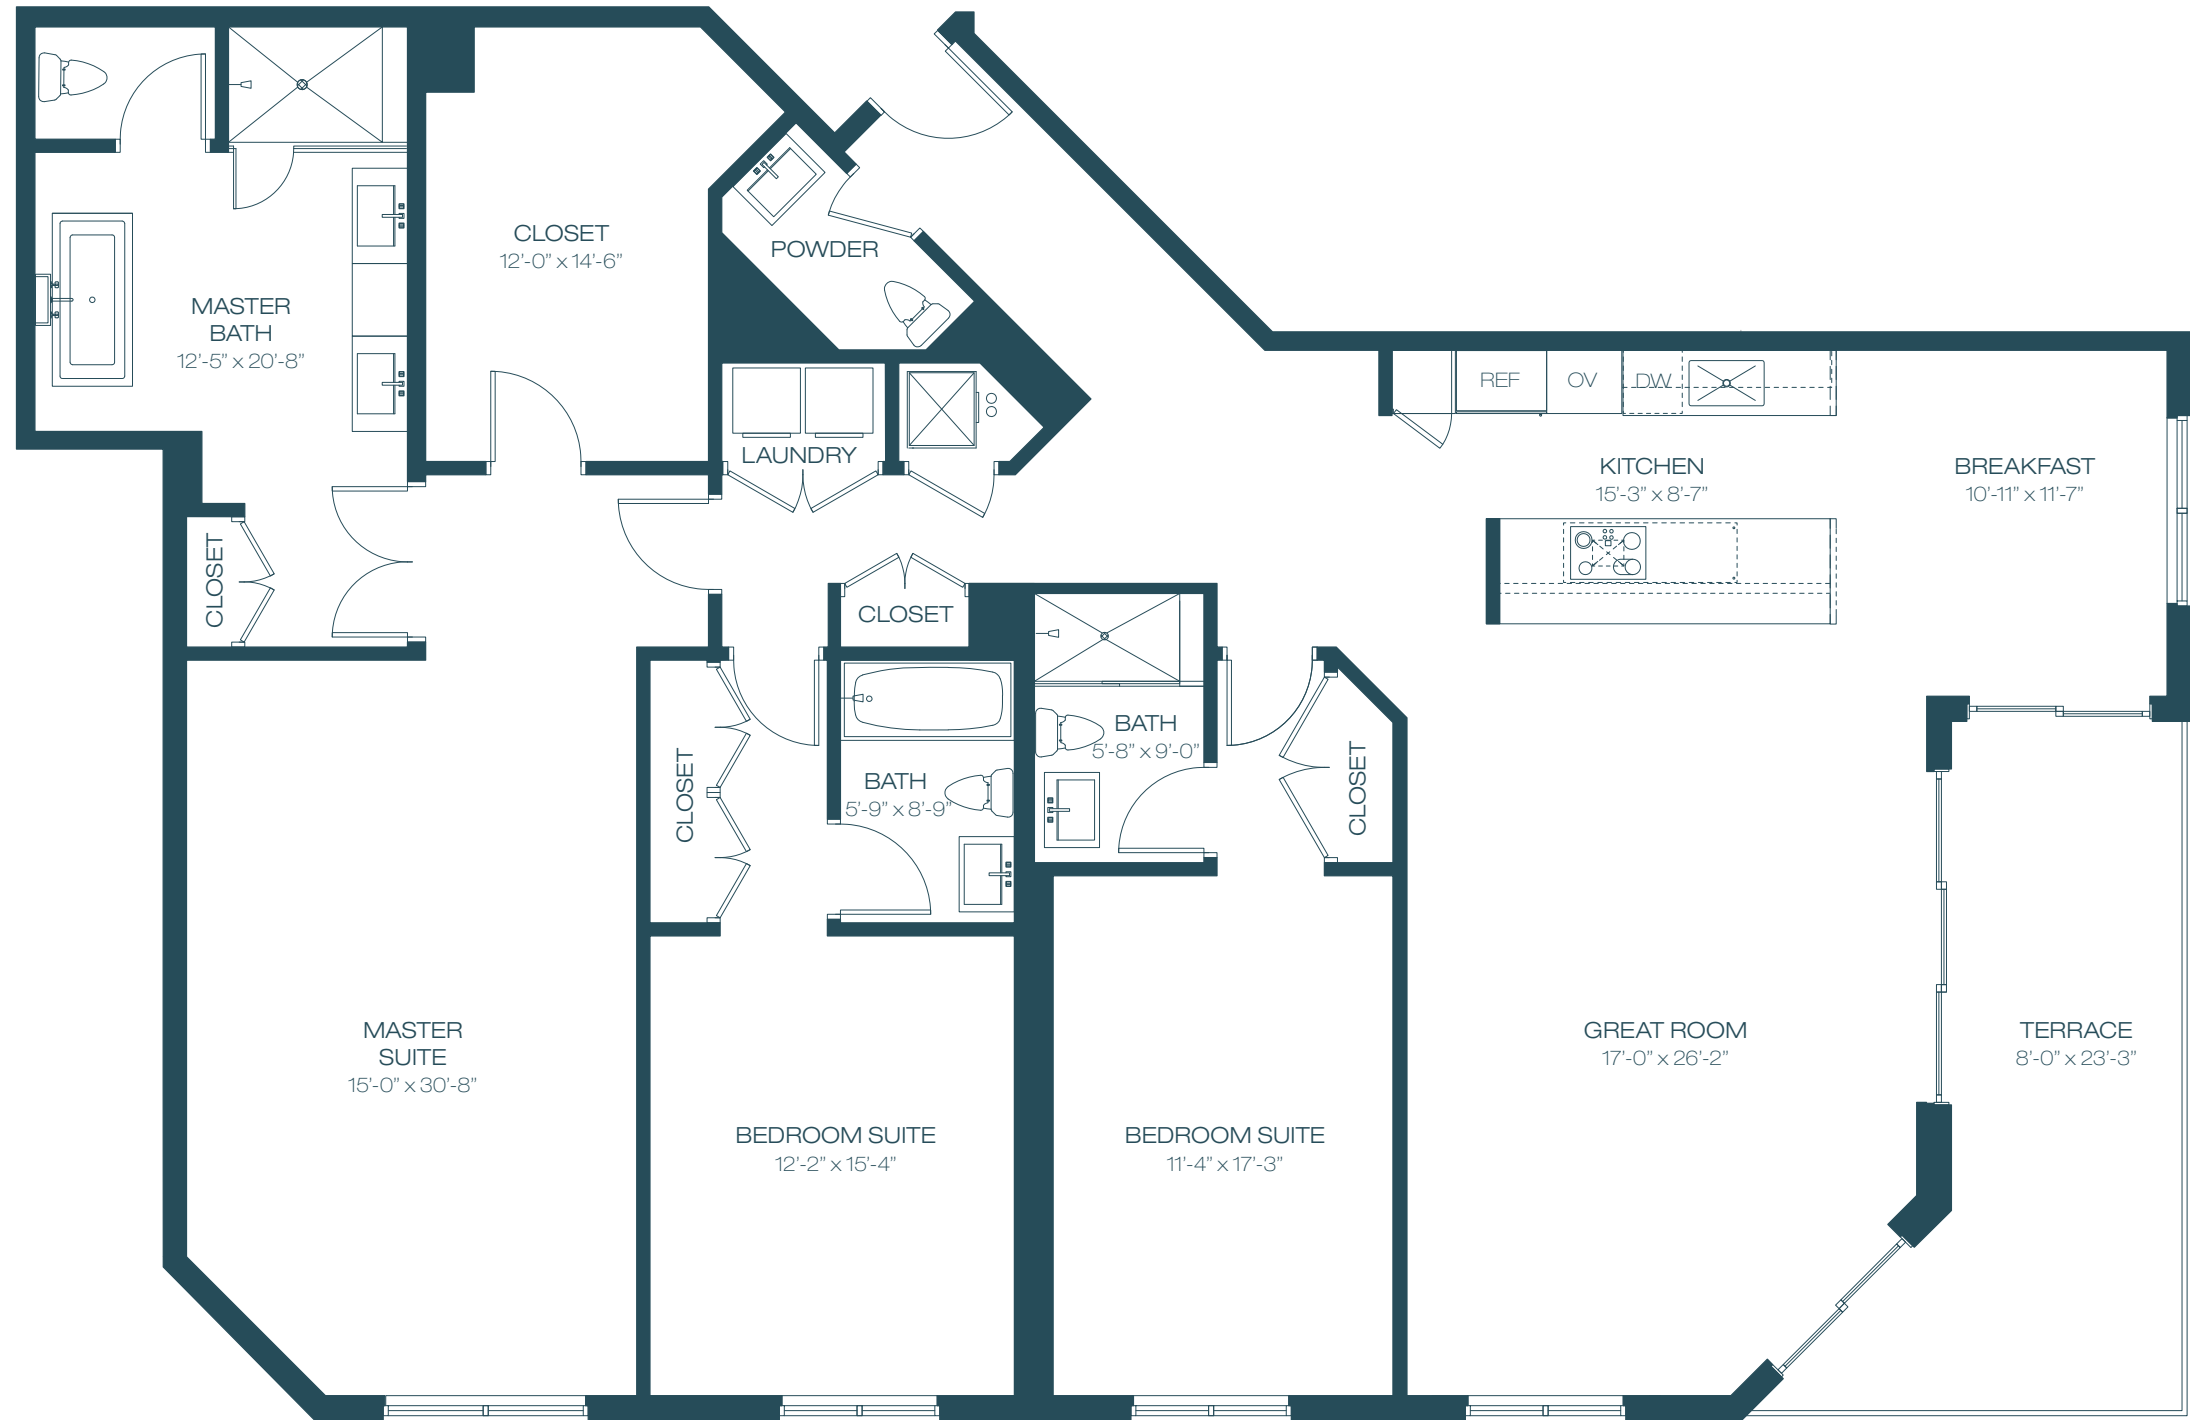 CLOSET
12'-0” x 14'-6”
POWDER
MASTER
BATH
12'-5” x 20'-8”
REF
OV
DW
LAUNDRY
KITCHEN
15'-3” x 8'-7”
BREAKFAST
10'-11” x 11'-7”
CLOSET
CLOSET
BATH
5'-8” x 9'-0”
CLOSET
BATH
5'-9” x 8'-9”
CLOSET
MASTER
SUITE
15'-0” x 30'-8”
GREAT ROOM
17'-0” x 26'-2”
TERRACE
8'-0” x 23'-3”
BEDROOM SUITE
12'-2” x 15'-4”
BEDROOM SUITE
11'-4” x 17'-3”